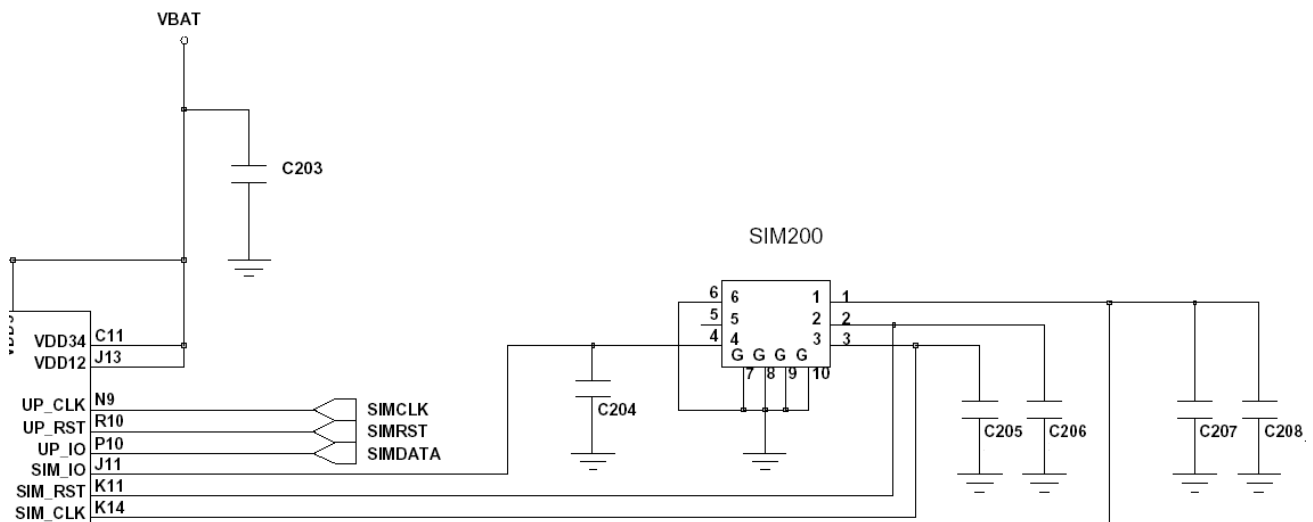 VBAT
C203
SIM200
6 6 1 1
5 5 2 2
4 4 3 3
G G G G
7 8 9 10
VDD34 C11
VDD12 J13
UP_CLK N9 SIMCLK
UP_RST R10 SIMRST
UP_IO P10 SIMDATA
SIM_IO J11
SIM_RST K11
SIM_CLK K14
C204
C205 C206 C207 C208